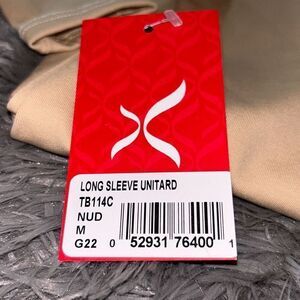 LONG SLEEVE UNITARD
TB114C
NUD
M
G22 0 52931 76400 1